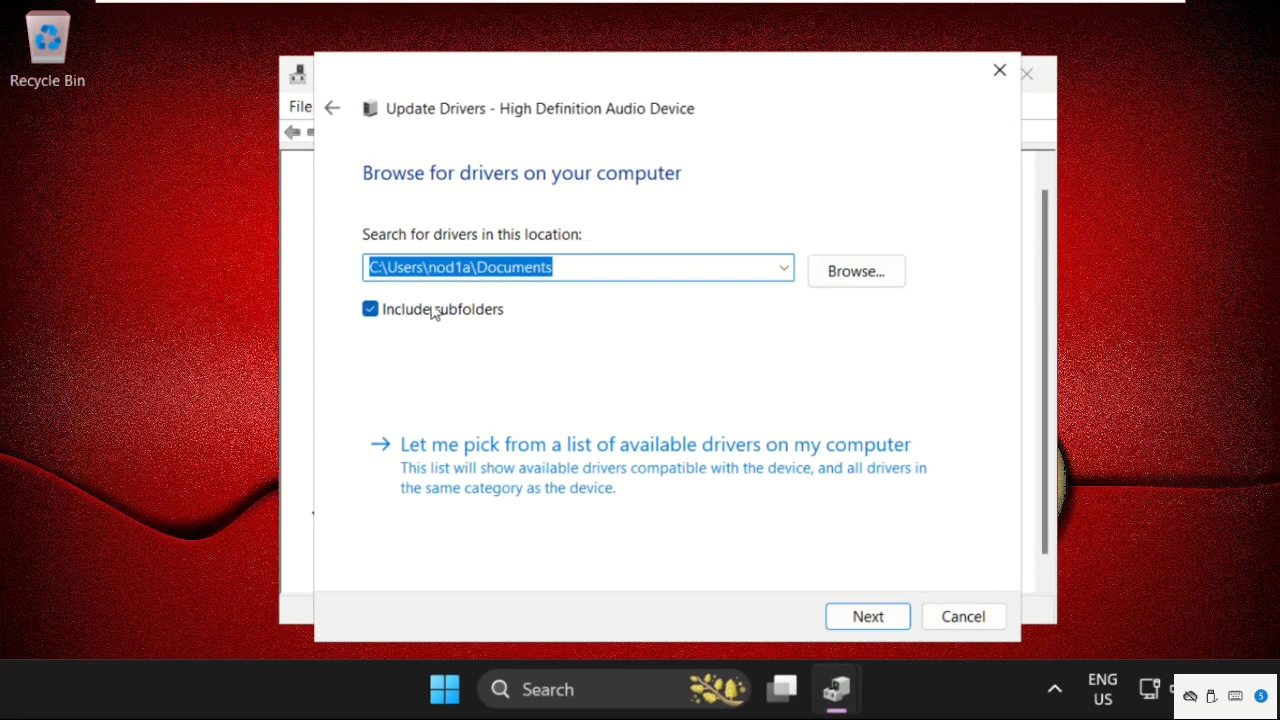 Recycle Bin
File
Update Drivers - High Definition Audio Device
Browse for drivers on your computer
Search for drivers in this location:
C:\Users\nod1a\Documents
Browse...
Include subfolders
Let me pick from a list of available drivers on my computer
This list will show available drivers compatible with the device, and all drivers in
the same category as the device.
Next
Cancel
Search
ENG
US
5